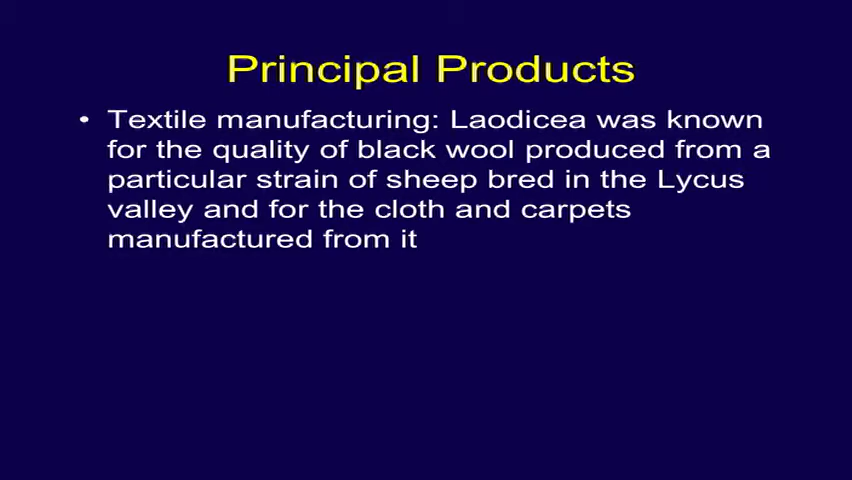 Principal Products
• Textile manufacturing: Laodicea was known
for the quality of black wool produced from a
particular strain of sheep bred in the Lycus
valley and for the cloth and carpets
manufactured from it